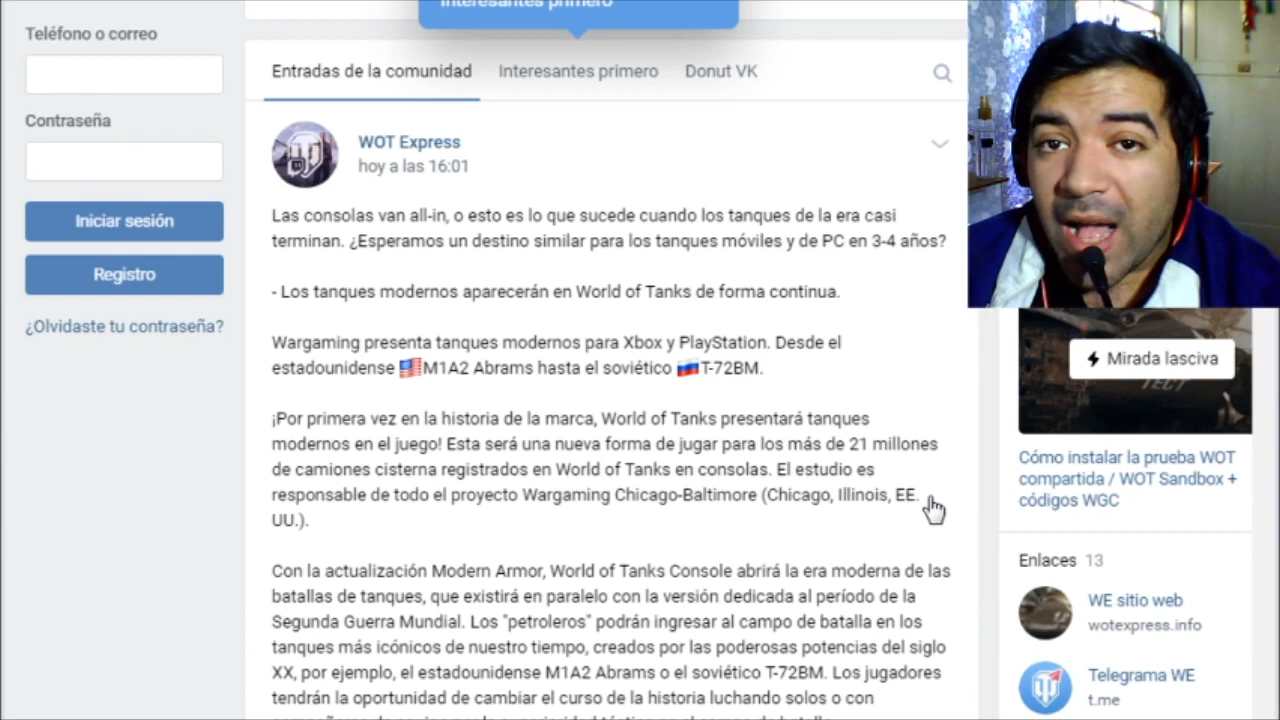 Interesantes primero
Teléfono o correo
Contraseña
Iniciar sesión
Registro
¿Olvidaste tu contraseña?
Entradas de la comunidad
Interesantes primero
Donut VK
WOT Express
hoy a las 16:01
Las consolas van all-in, o esto es lo que sucede cuando los tanques de la era casi
terminan. ¿Esperamos un destino similar para los tanques móviles y de PC en 3-4 años?
- Los tanques modernos aparecerán en World of Tanks de forma continua.
Wargaming presenta tanques modernos para Xbox y PlayStation. Desde el
estadounidense 🇺🇸M1A2 Abrams hasta el soviético 🇷🇺T-72BM.
¡Por primera vez en la historia de la marca, World of Tanks presentará tanques
modernos en el juego! Esta será una nueva forma de jugar para los más de 21 millones
de camiones cisterna registrados en World of Tanks en consolas. El estudio es
responsable de todo el proyecto Wargaming Chicago-Baltimore (Chicago, Illinois, EE.
UU.).
Con la actualización Modern Armor, World of Tanks Console abrirá la era moderna de las
batallas de tanques, que existirá en paralelo con la versión dedicada al período de la
Segunda Guerra Mundial. Los "petroleros" podrán ingresar al campo de batalla en los
tanques más icónicos de nuestro tiempo, creados por las poderosas potencias del siglo
XX, por ejemplo, el estadounidense M1A2 Abrams o el soviético T-72BM. Los jugadores
tendrán la oportunidad de cambiar el curso de la historia luchando solos o con
Mirada lasciva
ТЕСТ
Cómo instalar la prueba WOT
compartida / WOT Sandbox +
códigos WGC
Enlaces 13
WE sitio web
wotexpress.info
Telegrama WE
t.me